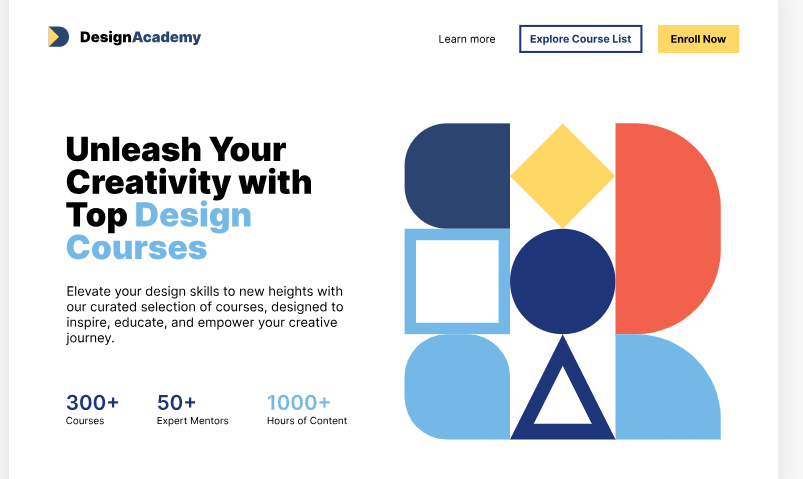 DesignAcademy
Learn more
Explore Course List
Enroll Now
Unleash Your
Creativity with
Top Design
Courses
Elevate your design skills to new heights with
our curated selection of courses, designed to
inspire, educate, and empower your creative
journey.
300+
Courses
50+
Expert Mentors
1000+
Hours of Content